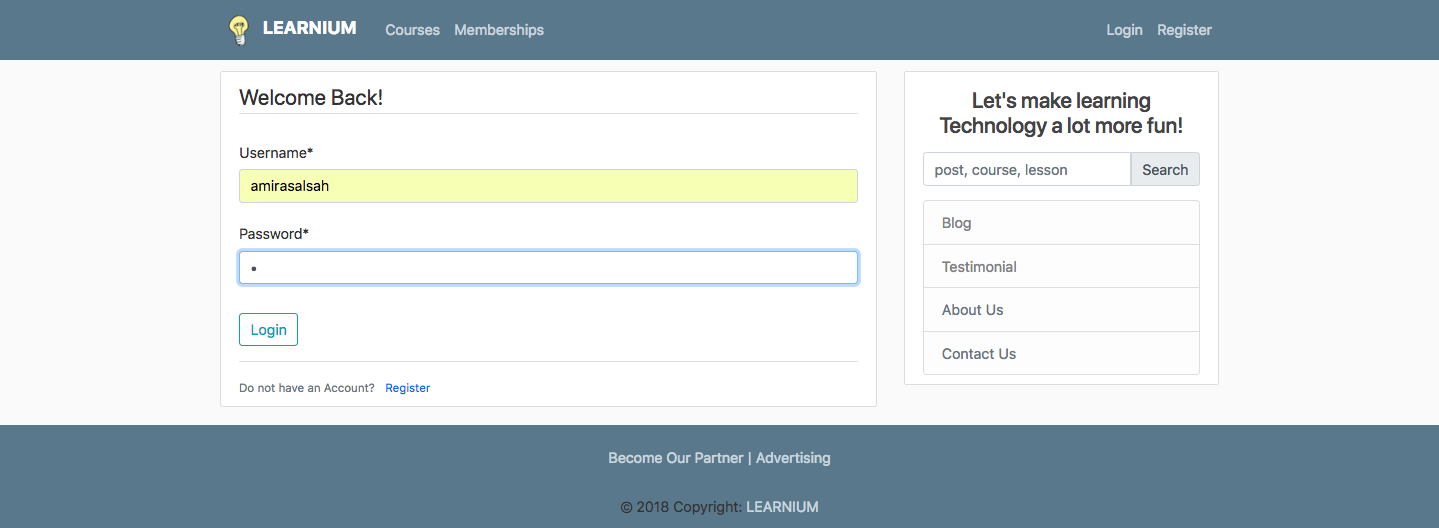 LEARNIUM Courses Memberships Login Register
Welcome Back!
Username*
amirasalsah
Password*
•
Login
Do not have an Account? Register
Let's make learning
Technology a lot more fun!
post, course, lesson Search
Blog
Testimonial
About Us
Contact Us
Become Our Partner | Advertising
© 2018 Copyright: LEARNIUM